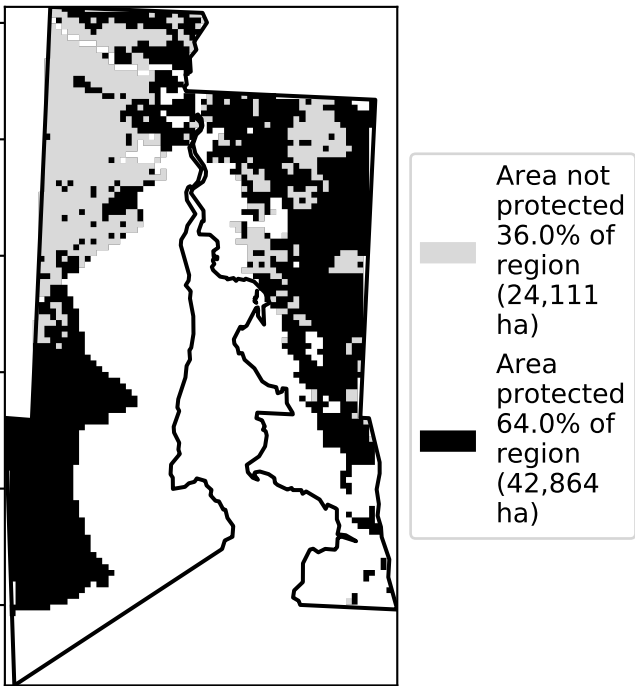 Area not
protected
36.0% of
region
(24,111
ha)
Area
protected
64.0% of
region
(42,864
ha)